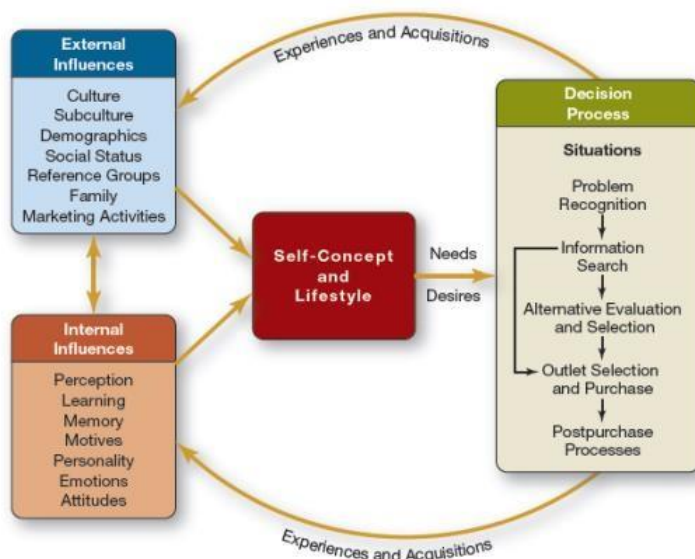 External
Influences
Culture
Subculture
Demographics
Social Status
Reference Groups
Family
Marketing Activities
Internal
Influences
Perception
Learning
Memory
Motives
Personality
Emotions
Attitudes
Experiences and Acquisitions
Self-Concept
and
Lifestyle
Needs
Desires
Decision
Process
Situations
Problem
Recognition
Information
Search
Alternative Evaluation
and Selection
Outlet Selection
and Purchase
Postpurchase
Processes
Experiences and Acquisitions